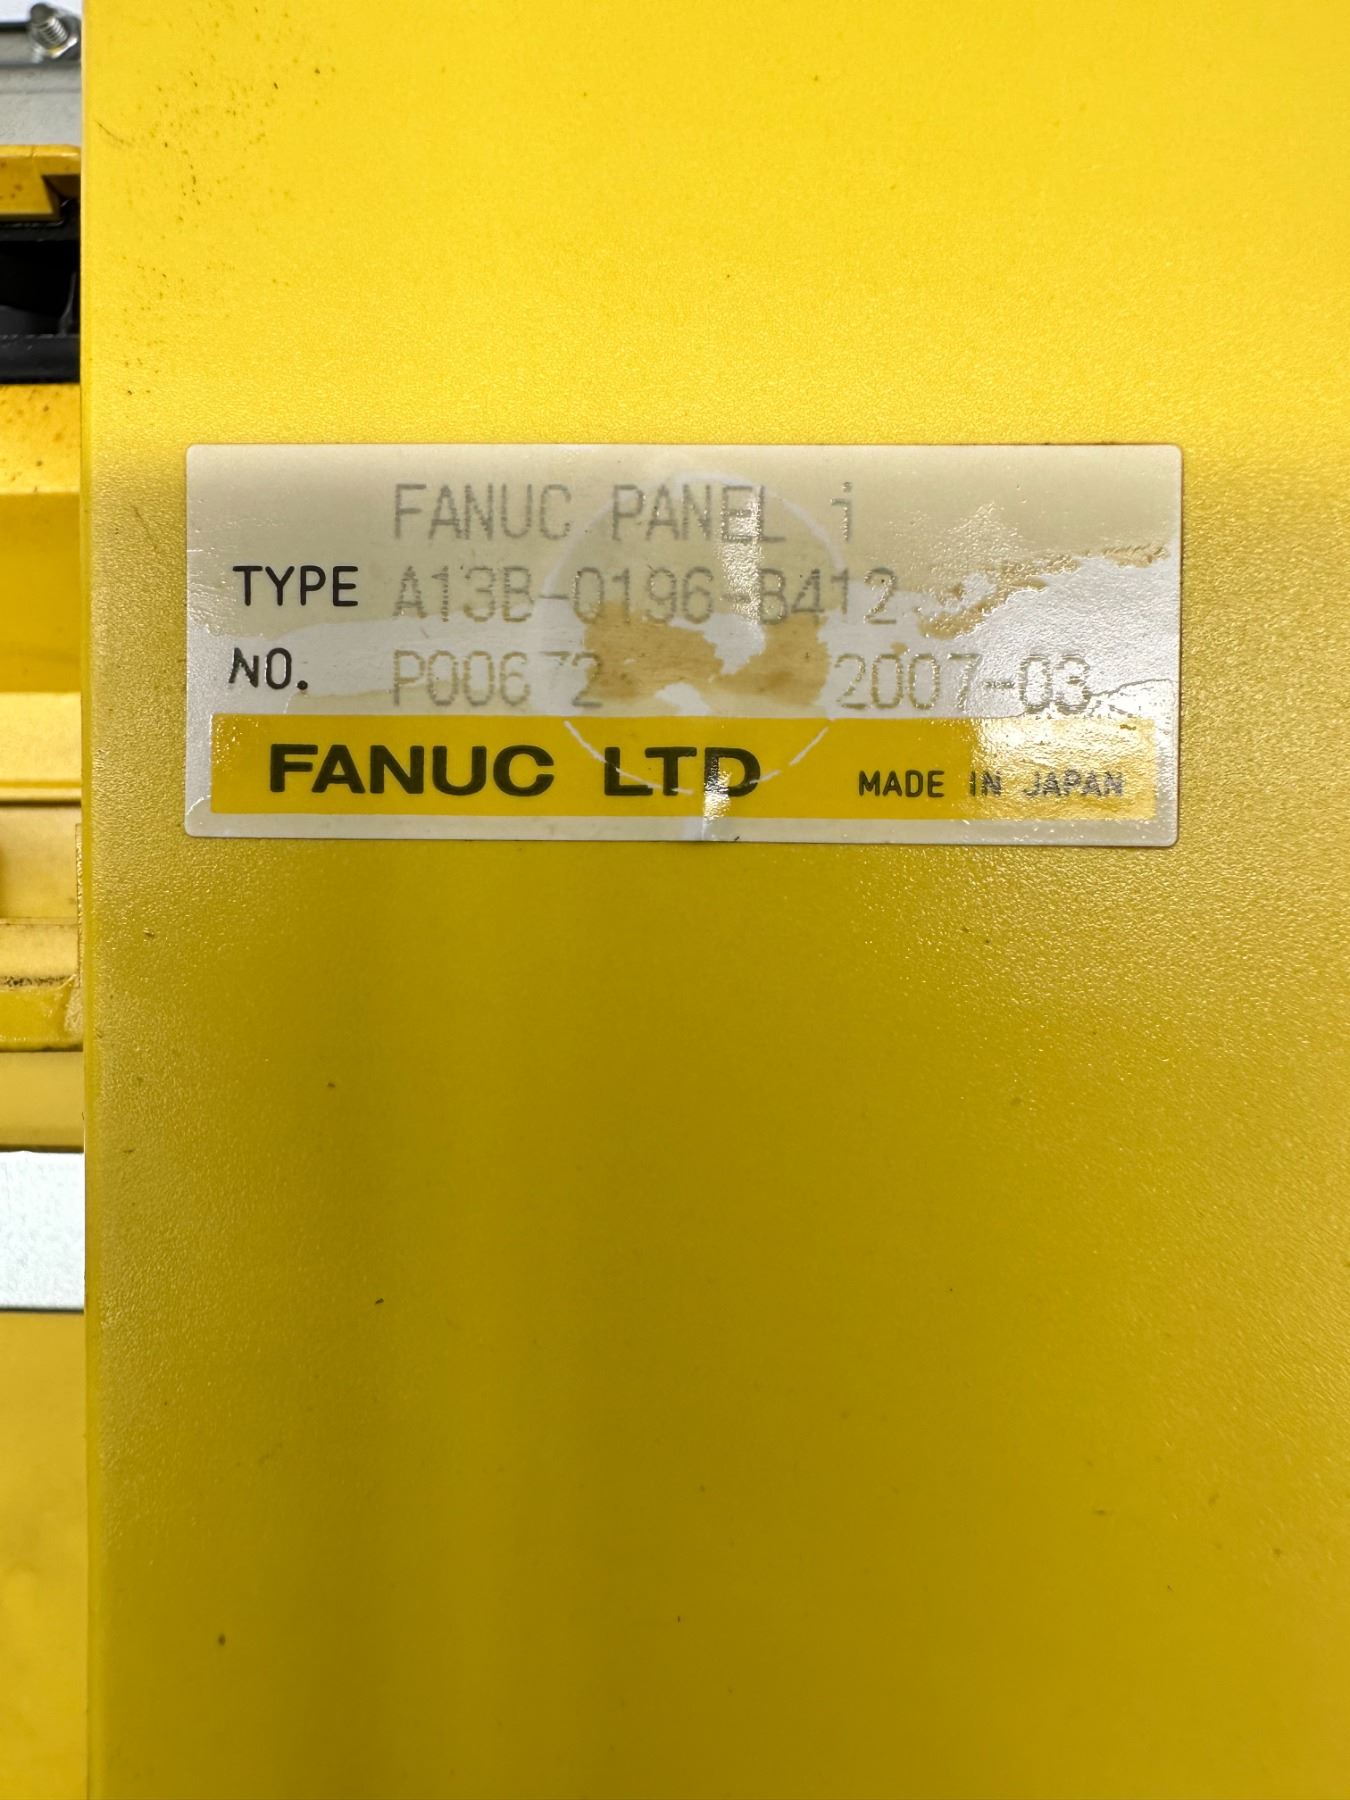 FANUC PANEL i
TYPE A13B-0196-B412
NO. P00672 2007-03
FANUC LTD MADE IN JAPAN